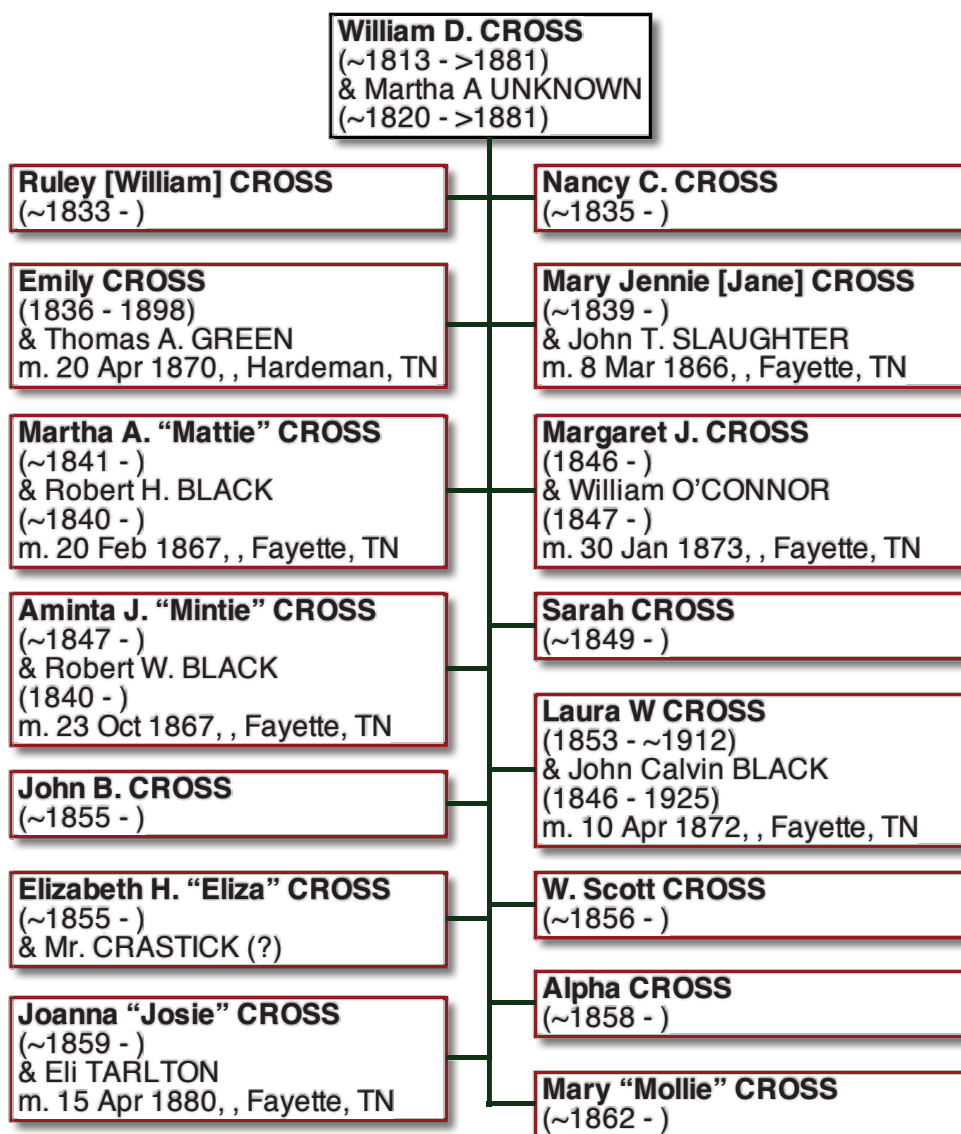 William D. CROSS
(~1813 - >1881)
& Martha A UNKNOWN
(~1820 - >1881)
Ruley [William] CROSS
(~1833 - )
Nancy C. CROSS
(~1835 - )
Emily CROSS
(1836 - 1898)
& Thomas A. GREEN
m. 20 Apr 1870, , Hardeman, TN
Mary Jennie [Jane] CROSS
(~1839 - )
& John T. SLAUGHTER
m. 8 Mar 1866, , Fayette, TN
Martha A. “Mattie” CROSS
(~1841 - )
& Robert H. BLACK
(~1840 - )
m. 20 Feb 1867, , Fayette, TN
Margaret J. CROSS
(1846 - )
& William O’CONNOR
(1847 - )
m. 30 Jan 1873, , Fayette, TN
Aminta J. “Mintie” CROSS
(~1847 - )
& Robert W. BLACK
(1840 - )
m. 23 Oct 1867, , Fayette, TN
Sarah CROSS
(~1849 - )
Laura W CROSS
(1853 - ~1912)
& John Calvin BLACK
(1846 - 1925)
m. 10 Apr 1872, , Fayette, TN
John B. CROSS
(~1855 - )
Elizabeth H. “Eliza” CROSS
(~1855 - )
& Mr. CRASTICK (?)
W. Scott CROSS
(~1856 - )
Alpha CROSS
(~1858 - )
Joanna “Josie” CROSS
(~1859 - )
& Eli TARLTON
m. 15 Apr 1880, , Fayette, TN
Mary “Mollie” CROSS
(~1862 - )